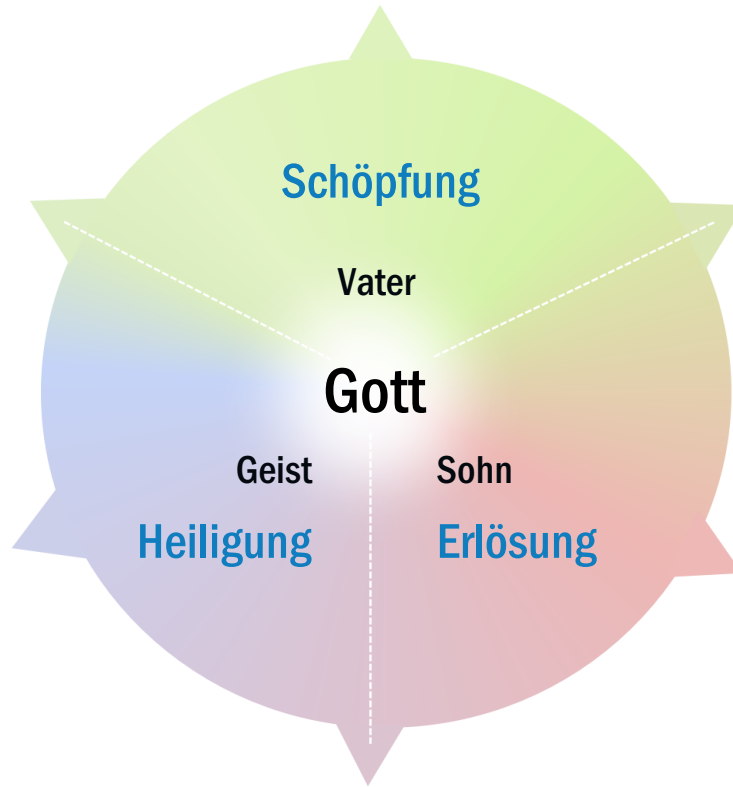 Schöpfung
Vater
Gott
Geist
Sohn
Heiligung
Erlösung